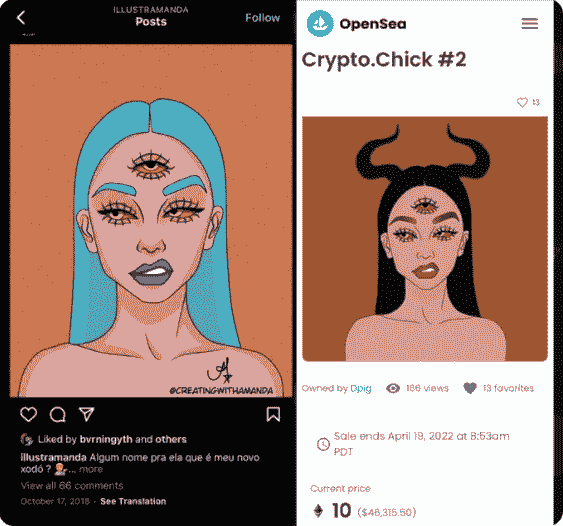 ILLUSTRAMANDA
Posts
Follow
@CREATINGWITHAMANDA
Liked by bvrningyth and others
illustramanda Algum nome pra ela que é meu novo
xodó ? ... more
View all 66 comments
October 17, 2018 · See Translation
OpenSea
Crypto.Chick #2
13
Owned by Dpig
166 views
13 favorites
Sale ends April 19, 2022 at 8:53am
PDT
Current price
10 ($46,315.50)